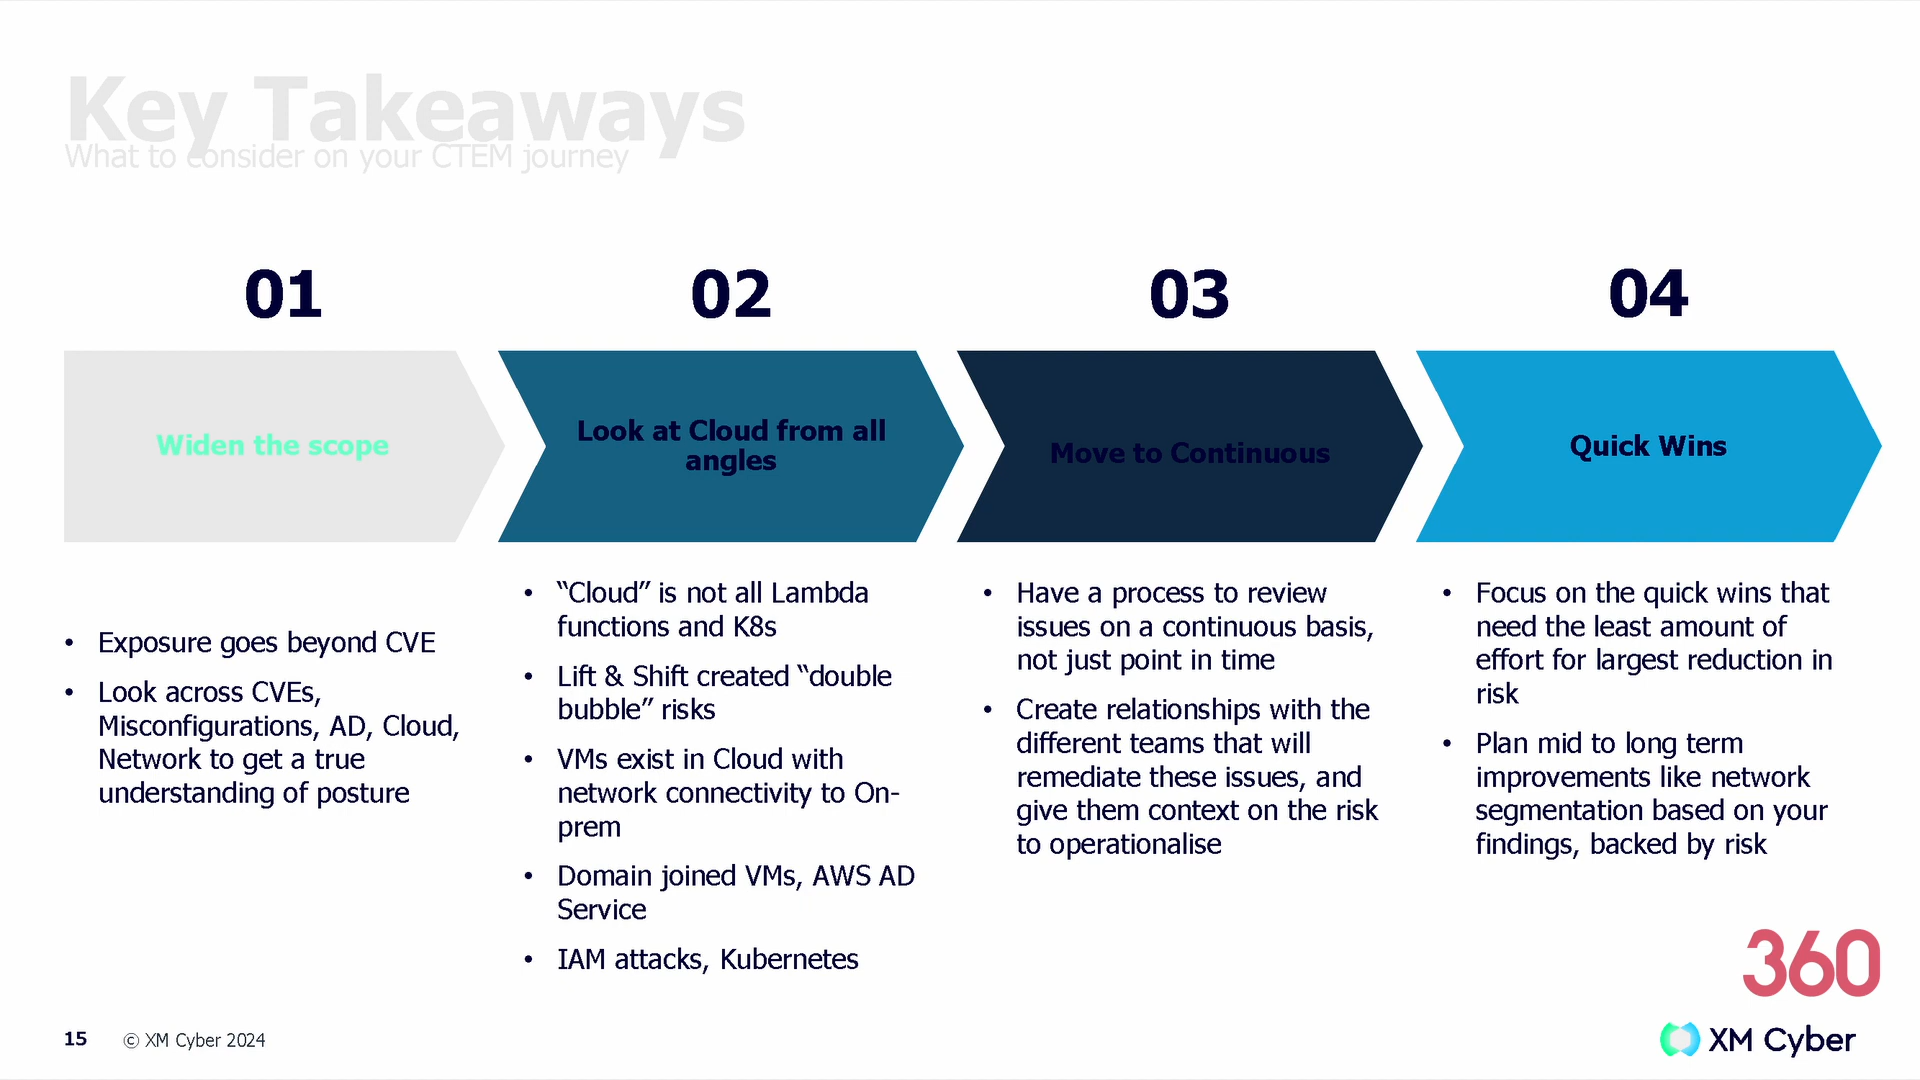 Key Takeaways
What to consider on your CTEM journey
01
Widen the scope
• Exposure goes beyond CVE
• Look across CVEs,
Misconfigurations, AD, Cloud,
Network to get a true
understanding of posture
02
Look at Cloud from all
angles
• “Cloud” is not all Lambda
functions and K8s
• Lift & Shift created “double
bubble” risks
• VMs exist in Cloud with
network connectivity to On-
prem
• Domain joined VMs, AWS AD
Service
• IAM attacks, Kubernetes
03
Move to Continuous
• Have a process to review
issues on a continuous basis,
not just point in time
• Create relationships with the
different teams that will
remediate these issues, and
give them context on the risk
to operationalise
04
Quick Wins
• Focus on the quick wins that
need the least amount of
effort for largest reduction in
risk
• Plan mid to long term
improvements like network
segmentation based on your
findings, backed by risk
360
15 © XM Cyber 2024
XM Cyber